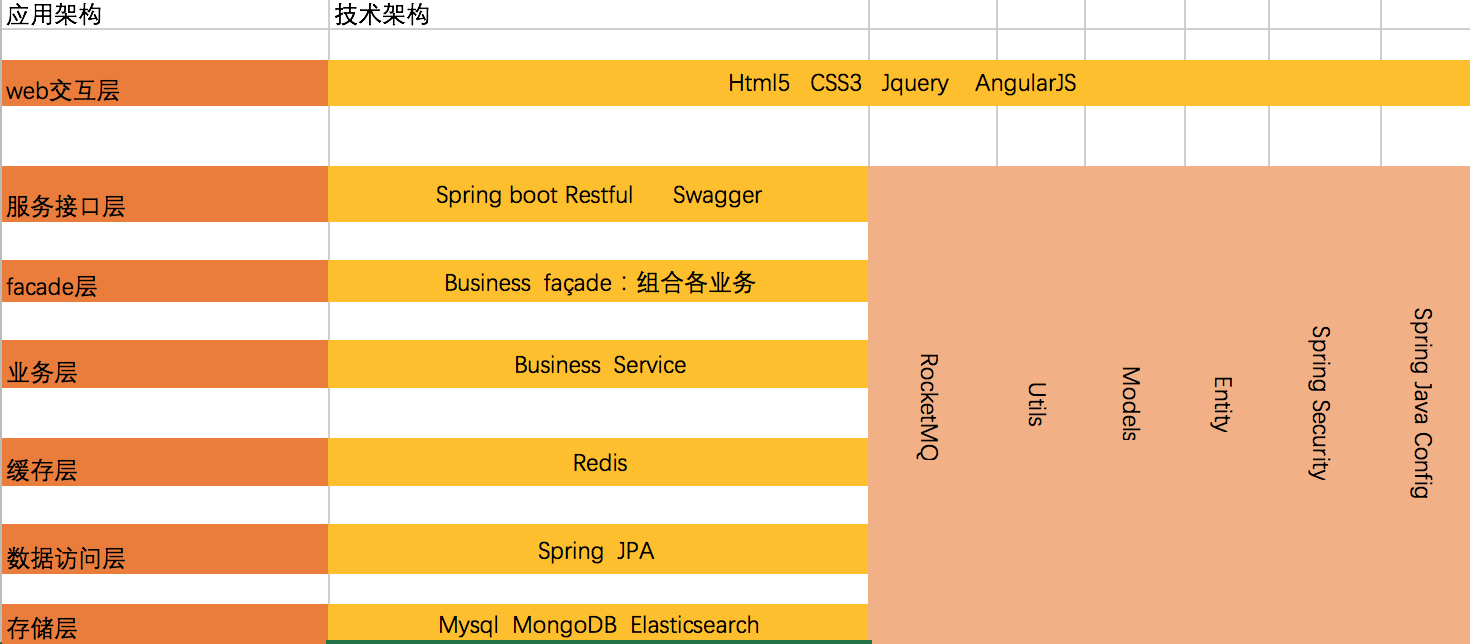 应用架构
技术架构
web交互层
Html5 CSS3 Jquery AngularJS
服务接口层
Spring boot Restful Swagger
facade层
Business façade：组合各业务
业务层
Business Service
缓存层
Redis
数据访问层
Spring JPA
存储层
Mysql MongoDB Elasticsearch
RocketMQ
Utils
Models
Entity
Spring Security
Spring Java Config